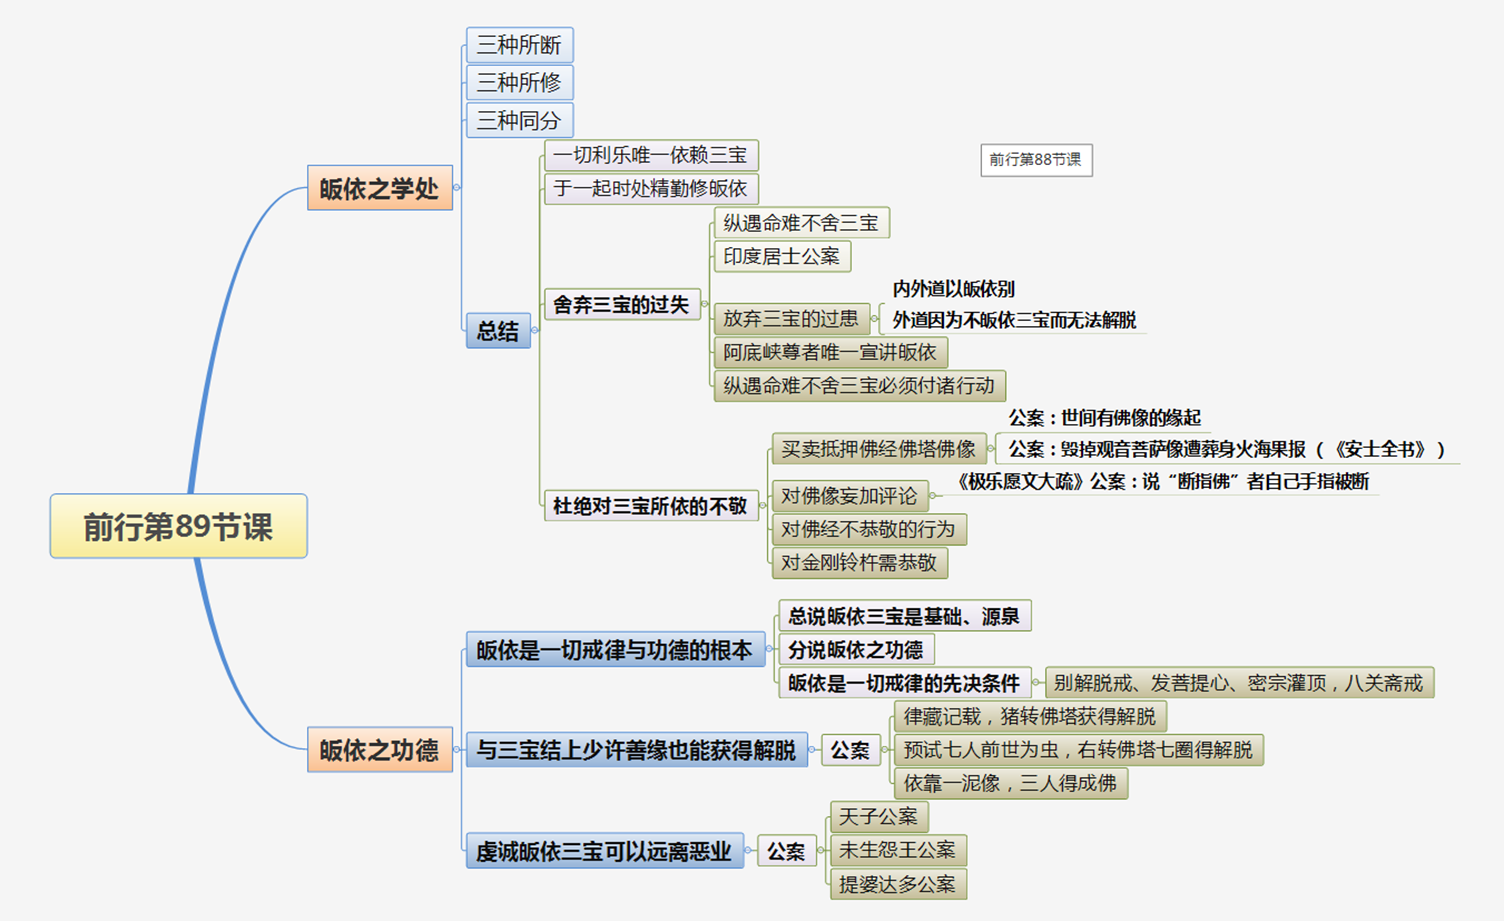 前行第89节课
皈依之学处
三种所断
三种所修
三种同分
总结
一切利乐唯一依赖三宝
于一起时处精勤修皈依
舍弃三宝的过失
纵遇命难不舍三宝
印度居士公案
放弃三宝的过患
内外道以皈依别
外道因为不皈依三宝而无法解脱
阿底峡尊者唯一宣讲皈依
纵遇命难不舍三宝必须付诸行动
杜绝对三宝所依的不敬
买卖抵押佛经佛塔佛像
公案：世间有佛像的缘起
公案：毁掉观音菩萨像遭葬身火海果报（《安士全书》）
对佛像妄加评论
《极乐愿文大疏》公案：说“断指佛”者自己手指被断
对佛经不恭敬的行为
对金刚铃杵需恭敬
前行第88节课
皈依之功德
皈依是一切戒律与功德的根本
总说皈依三宝是基础、源泉
分说皈依之功德
皈依是一切戒律的先决条件
别解脱戒、发菩提心、密宗灌顶，八关斋戒
与三宝结上少许善缘也能获得解脱
公案
律藏记载，猪转佛塔获得解脱
预试七人前世为虫，右转佛塔七圈得解脱
依靠一泥像，三人得成佛
虔诚皈依三宝可以远离恶业
公案
天子公案
未生怨王公案
提婆达多公案